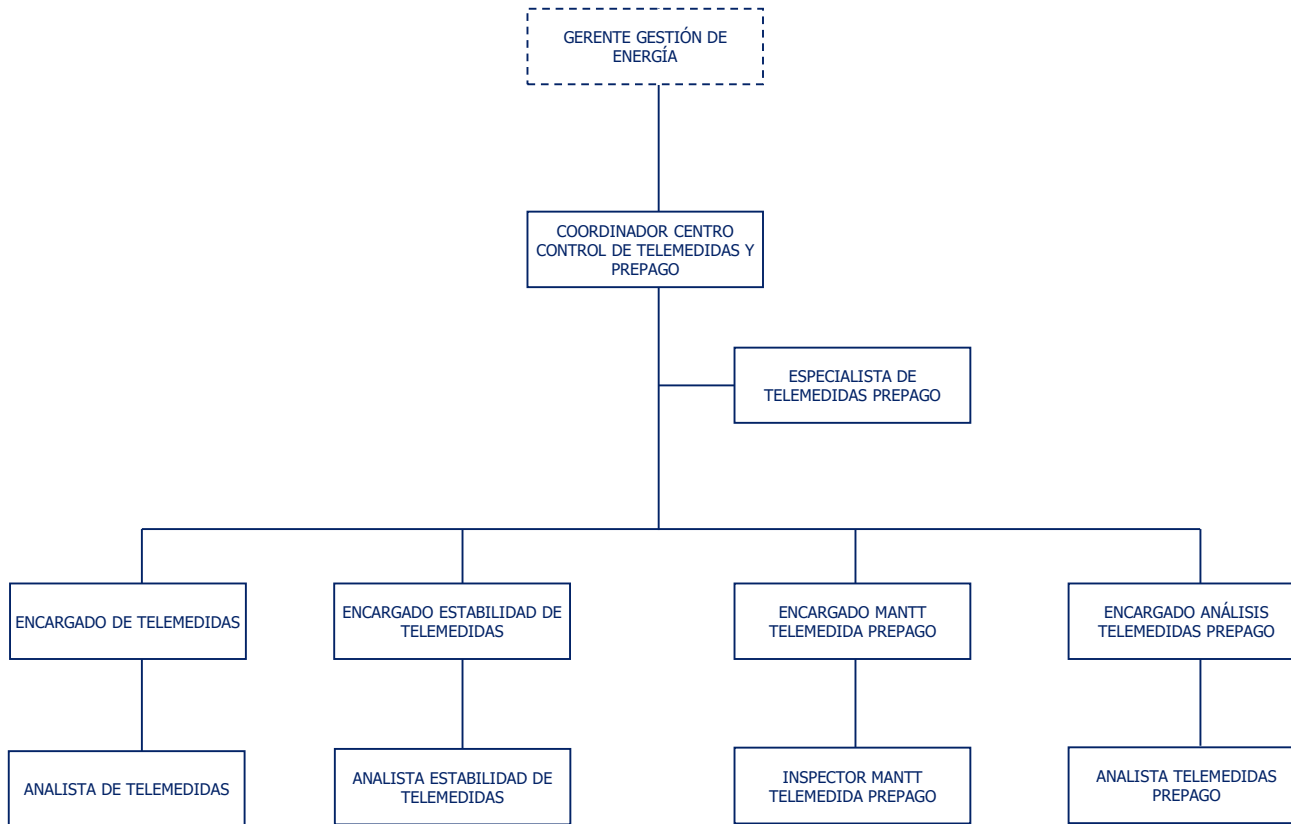 GERENTE GESTIÓN DE
ENERGÍA
COORDINADOR CENTRO
CONTROL DE TELEMEDIDAS Y
PREPAGO
ESPECIALISTA DE
TELEMEDIDAS PREPAGO
ENCARGADO DE TELEMEDIDAS
ENCARGADO ESTABILIDAD DE
TELEMEDIDAS
ENCARGADO MANTT
TELEMEDIDA PREPAGO
ENCARGADO ANÁLISIS
TELEMEDIDAS PREPAGO
ANALISTA DE TELEMEDIDAS
ANALISTA ESTABILIDAD DE
TELEMEDIDAS
INSPECTOR MANTT
TELEMEDIDA PREPAGO
ANALISTA TELEMEDIDAS
PREPAGO